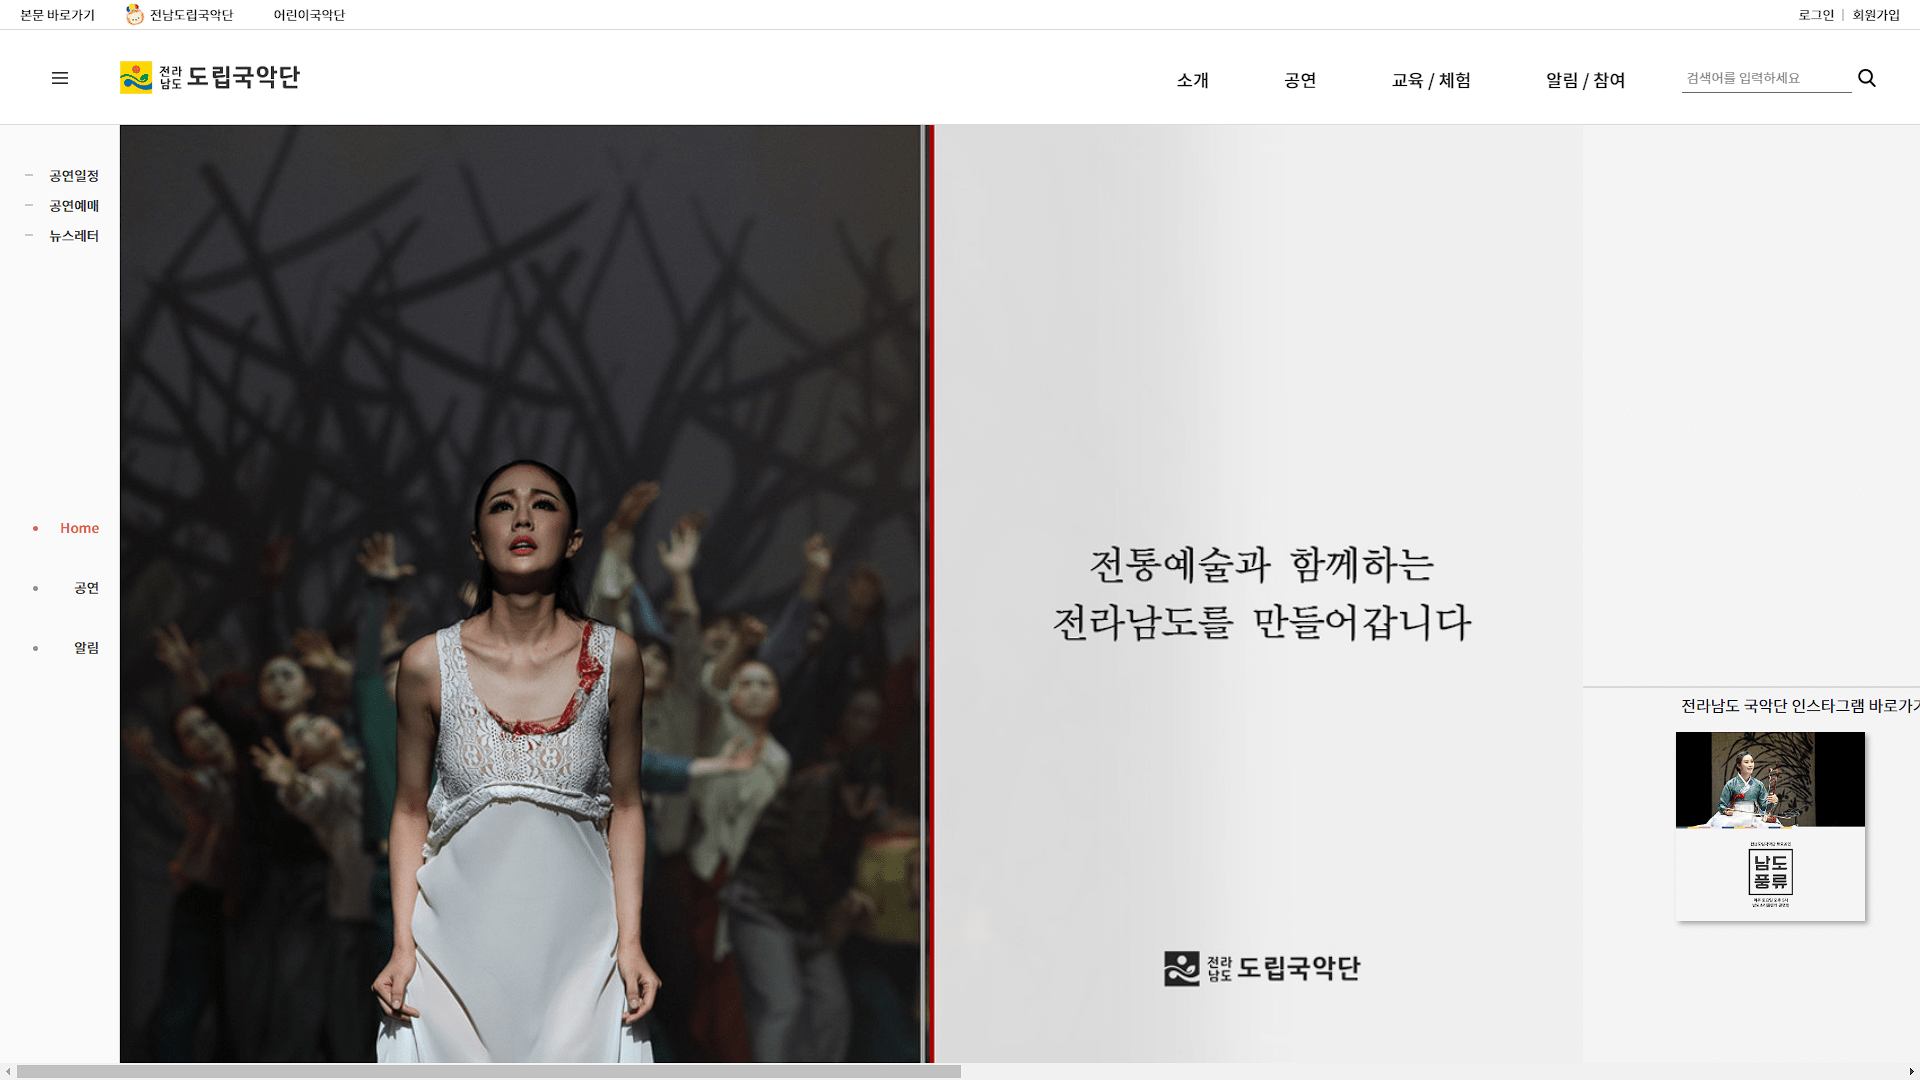 본문 바로가기
전남도립국악단
어린이국악단
로그인
회원가입
전라남도 도립국악단
소개
공연
교육 / 체험
알림 / 참여
검색어를 입력하세요
공연일정
공연예매
뉴스레터
Home
공연
알림
전통예술과 함께하는
전라남도를 만들어갑니다
전라남도 도립국악단
전라남도 국악단 인스타그램 바로가기
남도
풍류